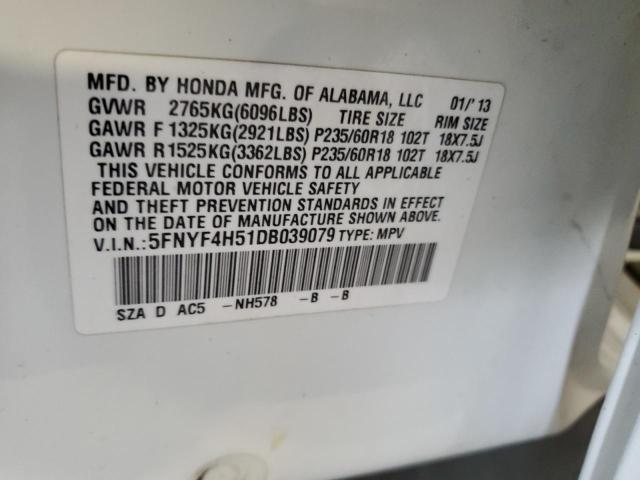 MFD. BY HONDA MFG. OF ALABAMA, LLC 01/'13
GVWR 2765KG(6096LBS) TIRE SIZE RIM SIZE
GAWR F 1325KG(2921LBS) P235/60R18 102T 18X7.5J
GAWR R 1525KG(3362LBS) P235/60R18 102T 18X7.5J
THIS VEHICLE CONFORMS TO ALL APPLICABLE
FEDERAL MOTOR VEHICLE SAFETY
AND THEFT PREVENTION STANDARDS IN EFFECT
ON THE DATE OF MANUFACTURE SHOWN ABOVE.
V.I.N.: 5FNYF4H51DB039079 TYPE: MPV
SZA D AC5 -NH578 -B -B